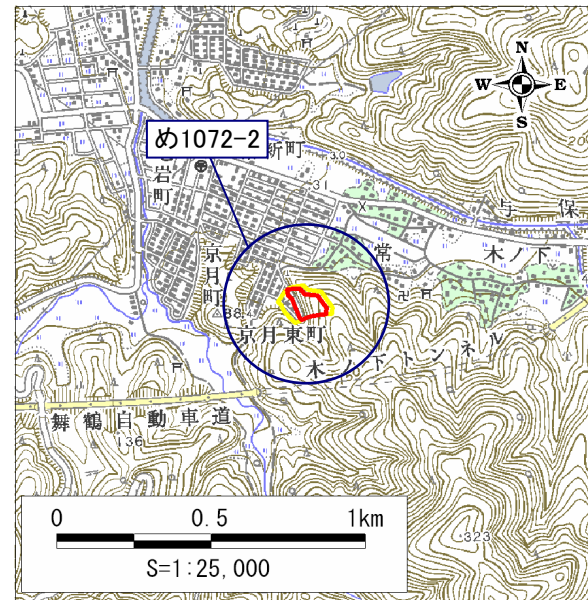 N
W E
S
め1072-2
新町
岩町
30
31
与保
常
木ノ下
京月町
88.4
京月東町
木ノ下トンネル
舞鶴自動車道
136
323
0 0.5 1km
S=1:25,000